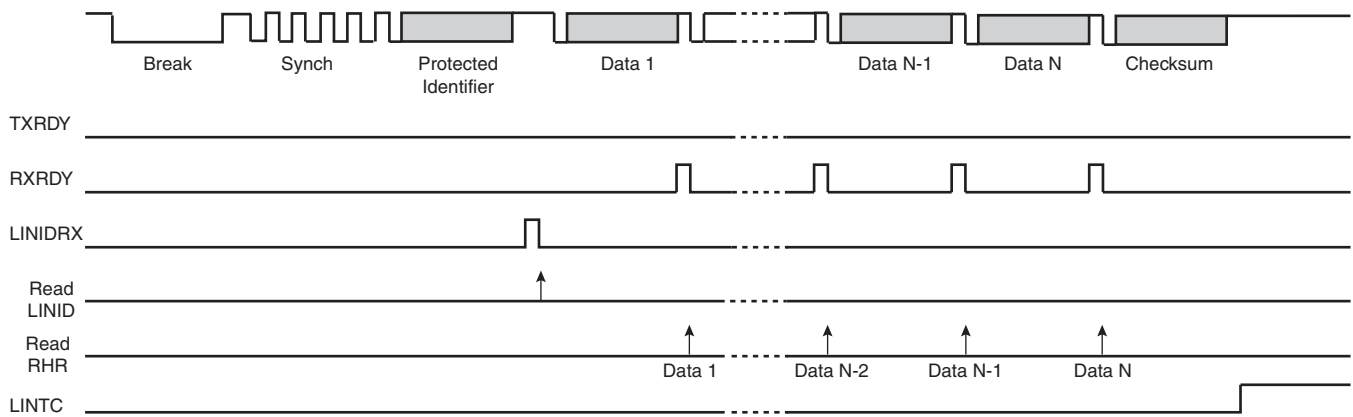 Break Synch Protected Identifier Data 1 Data N-1 Data N Checksum
TXRDY
RXRDY
LINIDRX
Read LINID
Read RHR
Data 1 Data N-2 Data N-1 Data N
LINTC